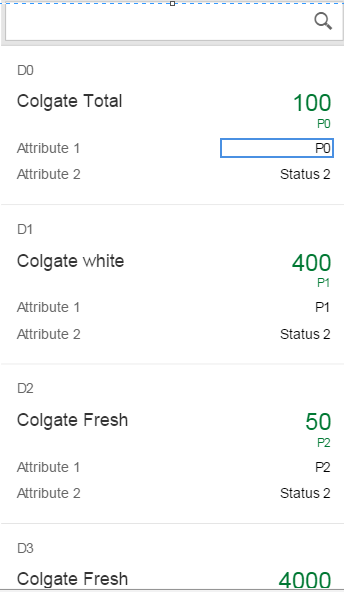 D0
Colgate Total 100
P0
Attribute 1 P0
Attribute 2 Status 2
D1
Colgate white 400
P1
Attribute 1 P1
Attribute 2 Status 2
D2
Colgate Fresh 50
P2
Attribute 1 P2
Attribute 2 Status 2
D3
Colgate Fresh 4000